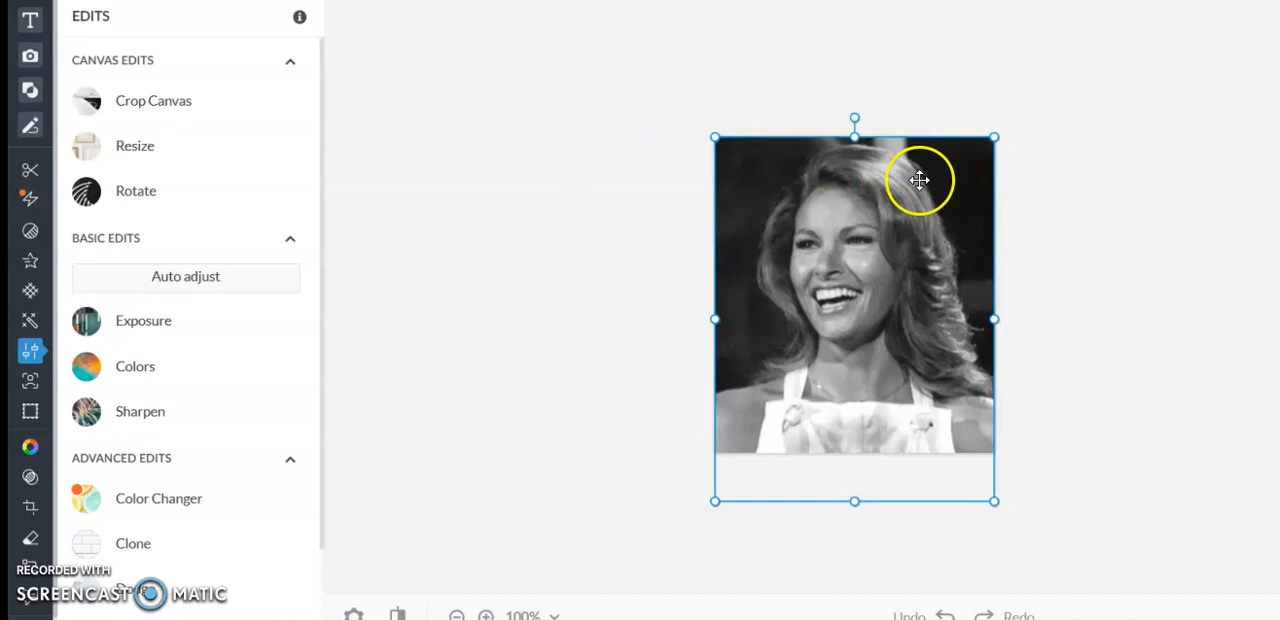 T
EDITS
CANVAS EDITS
Crop Canvas
Resize
Rotate
BASIC EDITS
Auto adjust
Exposure
Colors
Sharpen
ADVANCED EDITS
Color Changer
Clone
RECORDED WITH
SCREENCAST MATIC
100%
Undo
Redo